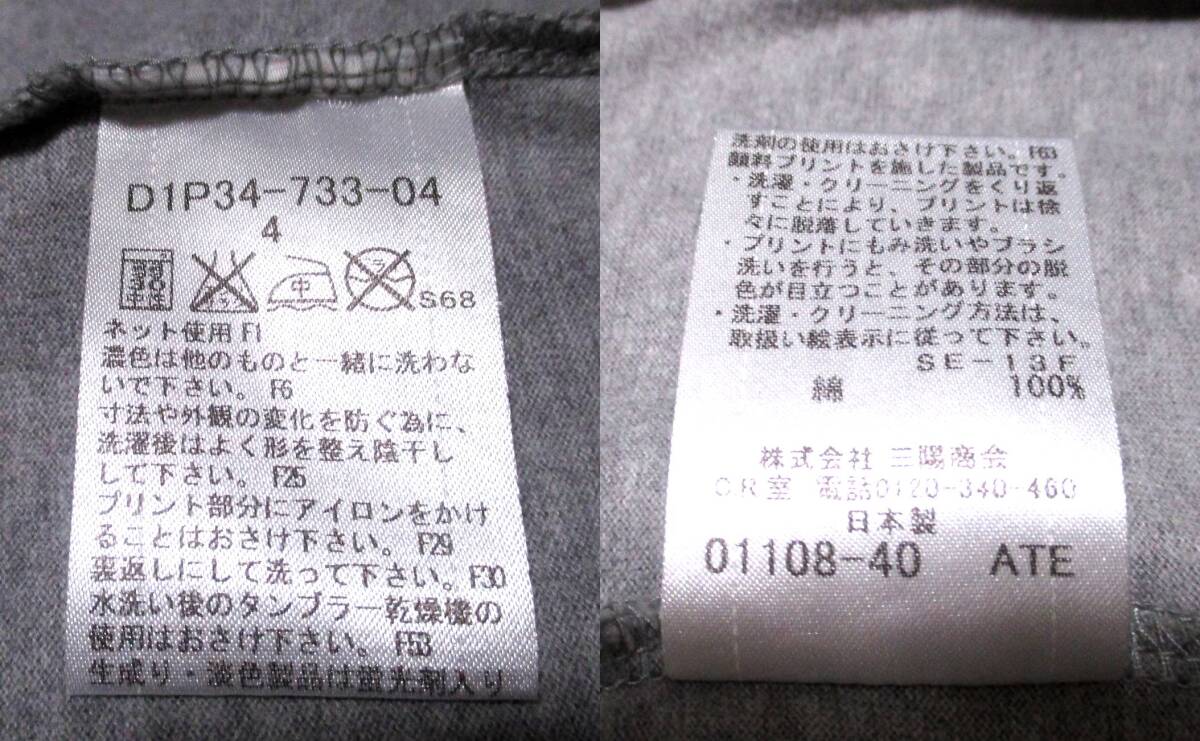 D1P34-733-04
4
中性
中
S68
ネット使用 F1
濃色は他のものと一緒に洗わな
いで下さい。 F6
寸法や外観の変化を防ぐ為に、
洗濯後はよく形を整え陰干し
して下さい。 F25
プリント部分にアイロンをかけ
ることはおさけ下さい。 F29
裏返しにして洗って下さい。F30
水洗い後のタンブラー乾燥機の
使用はおさけ下さい。 F53
生成り・淡色製品は蛍光剤入り
洗剤の使用はおさけ下さい。F63
顔料プリントを施した製品です。
・洗濯・クリーニングをくり返
すことにより、プリントは徐
々に脱落していきます。
・プリントにもみ洗いやブラシ
洗いを行うと、その部分の脱
色が目立つことがあります。
・洗濯・クリーニング方法は、
取扱い絵表示に従って下さい。
SE-13F
綿 100%
株式会社 三陽商会
C.R室 電話0120-340-460
日本製
01108-40 ATE